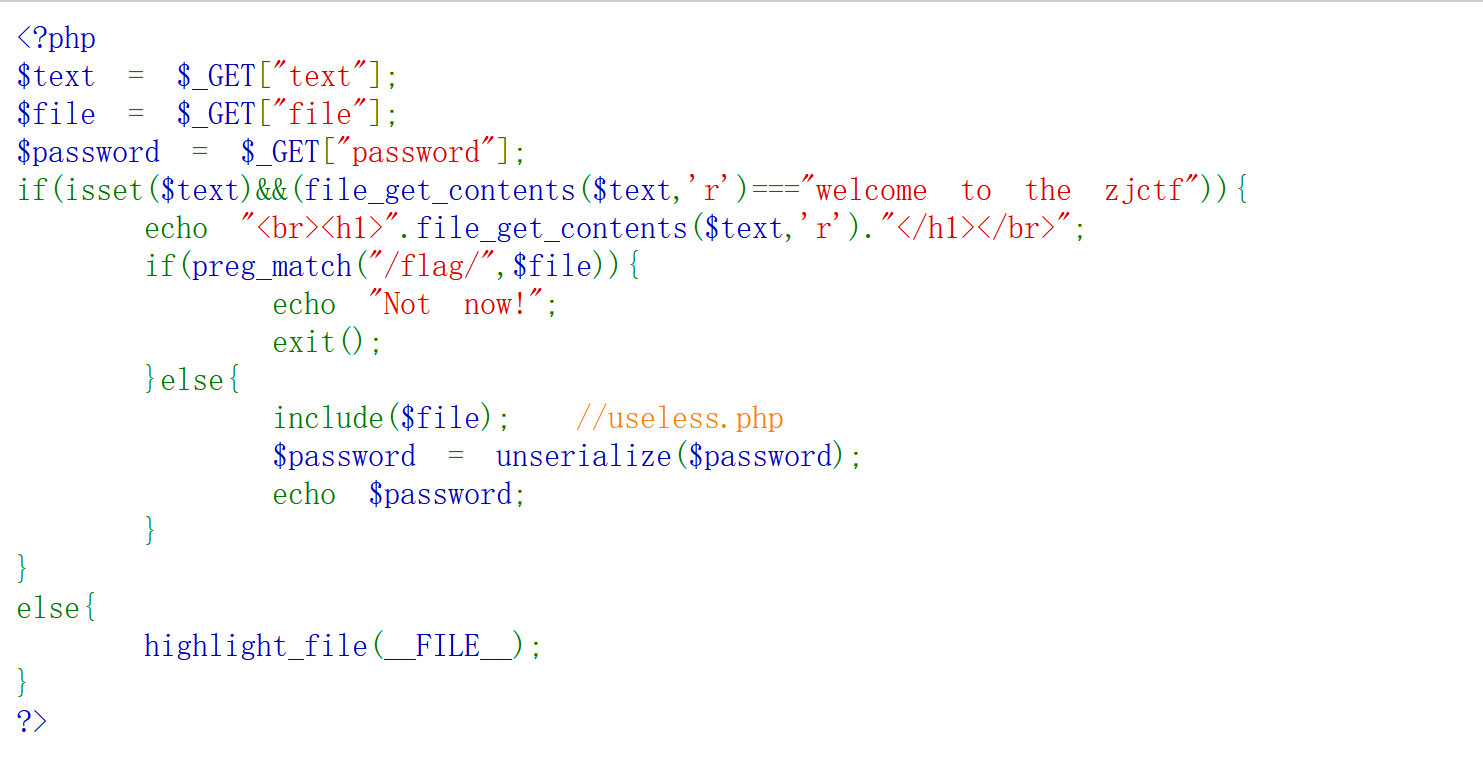 <?php
$text = $_GET["text"];
$file = $_GET["file"];
$password = $_GET["password"];
if(isset($text)&&(file_get_contents($text,'r')==="welcome to the zjctf")){
echo "<br><h1>".file_get_contents($text,'r')."</h1></br>";
if(preg_match("/flag/",$file)){
echo "Not now!";
exit();
}else{
include($file); //useless.php
$password = unserialize($password);
echo $password;
}
}
else{
highlight_file(__FILE__);
}
?>